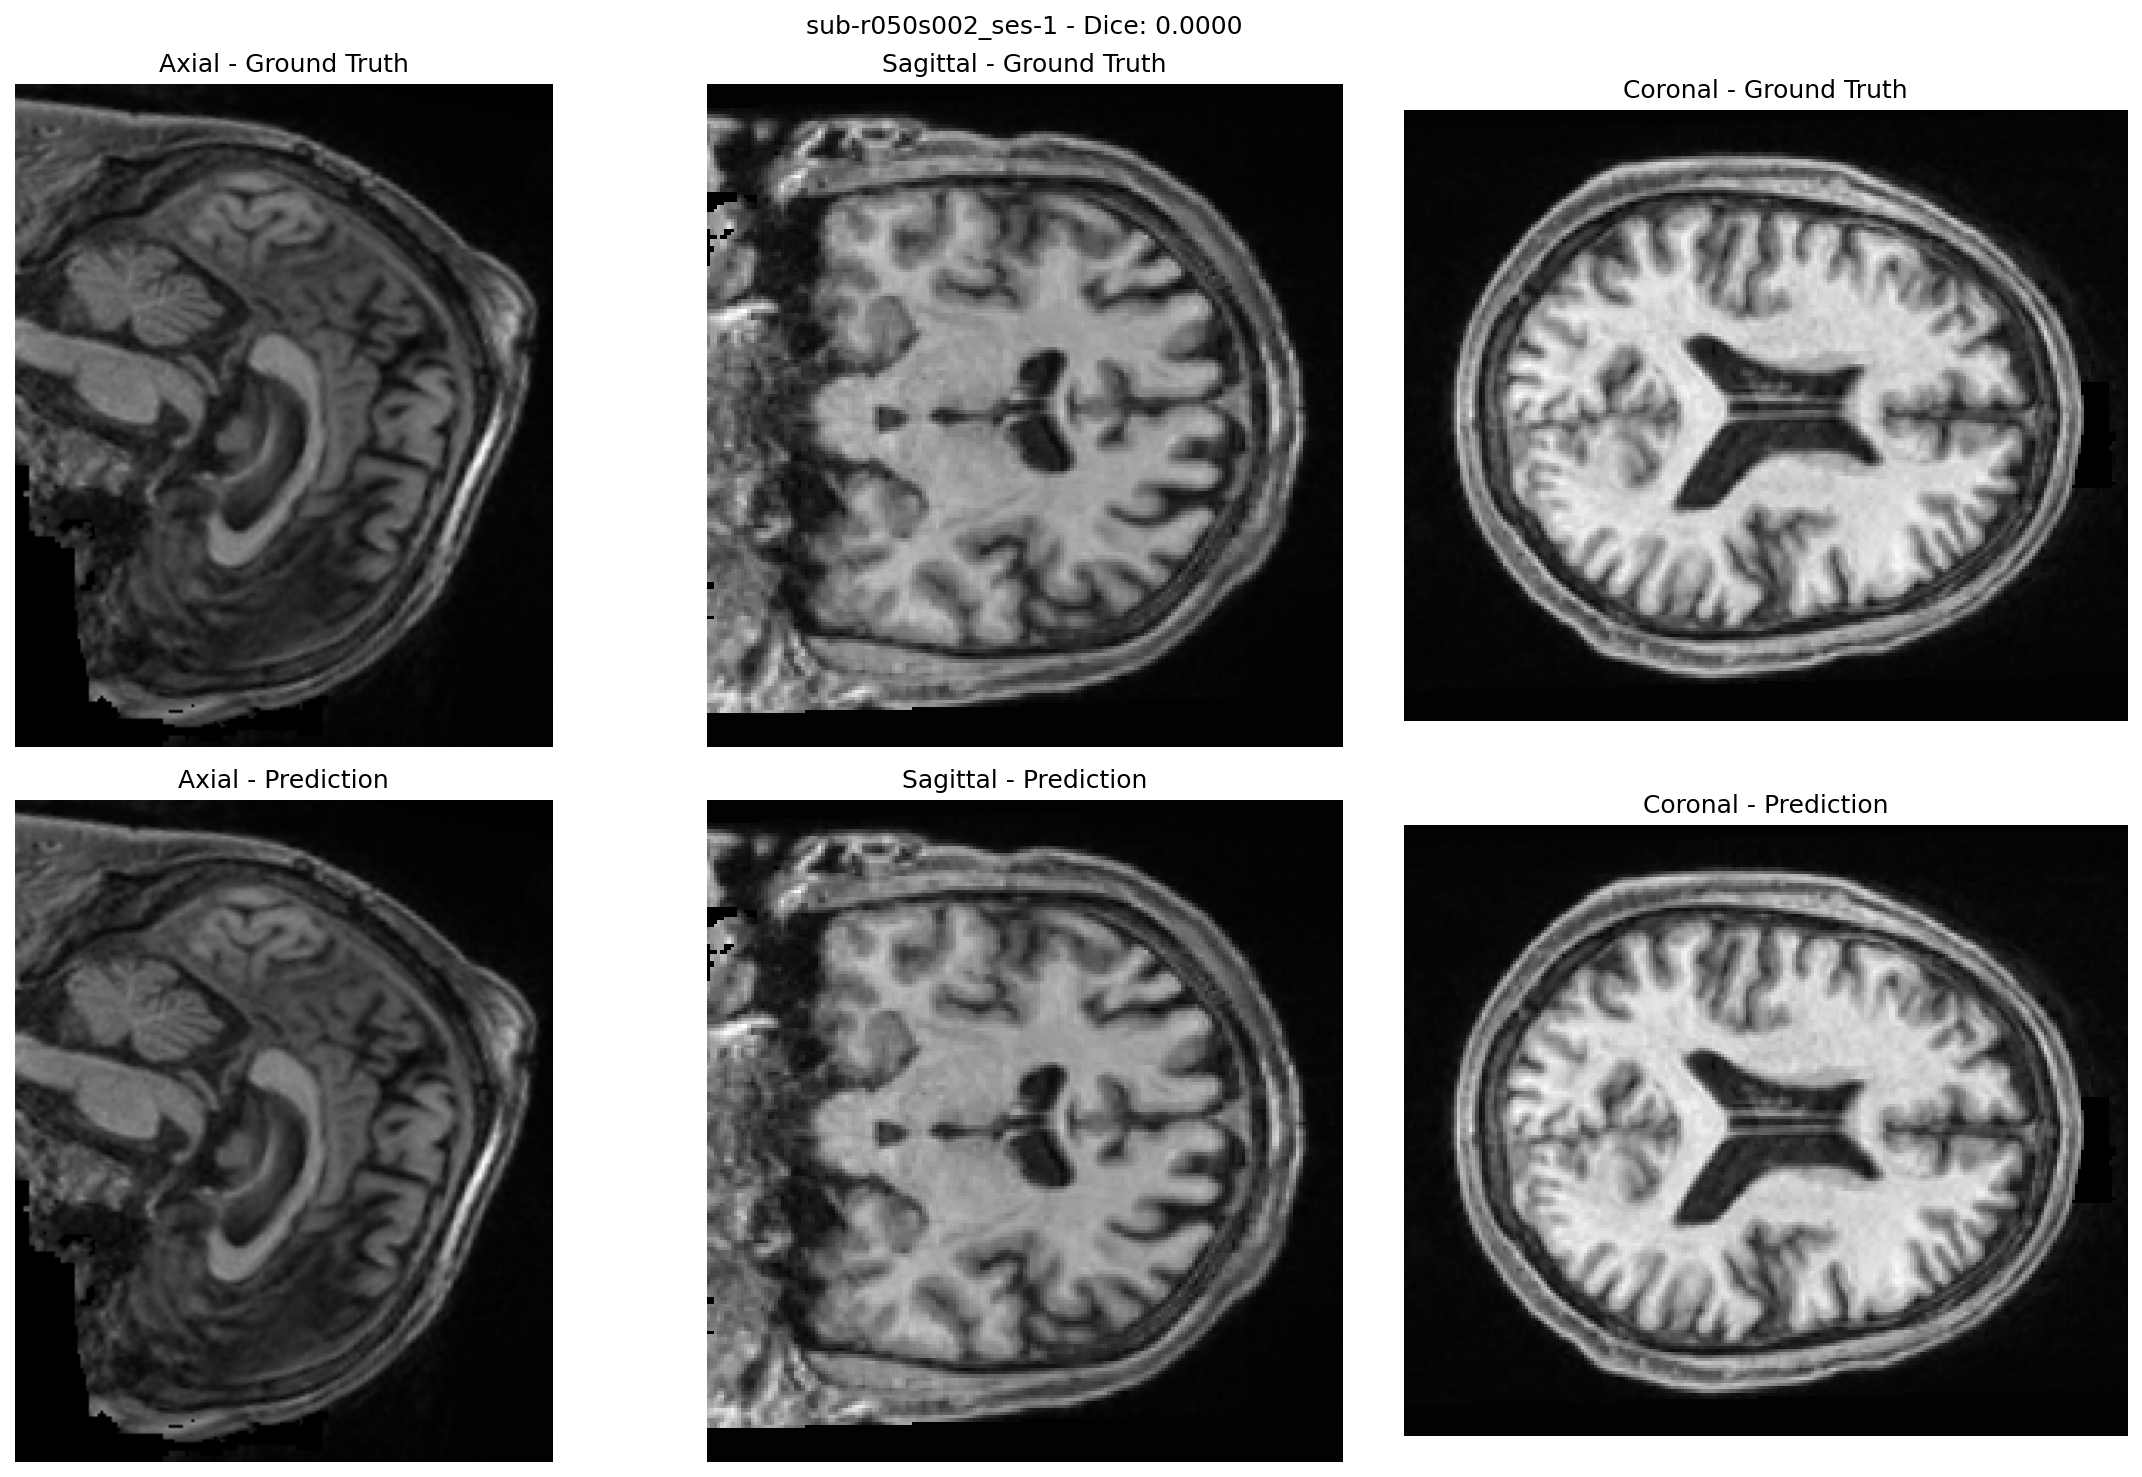 sub-r050s002_ses-1 - Dice: 0.0000
Axial - Ground Truth
Sagittal - Ground Truth
Coronal - Ground Truth
Axial - Prediction
Sagittal - Prediction
Coronal - Prediction